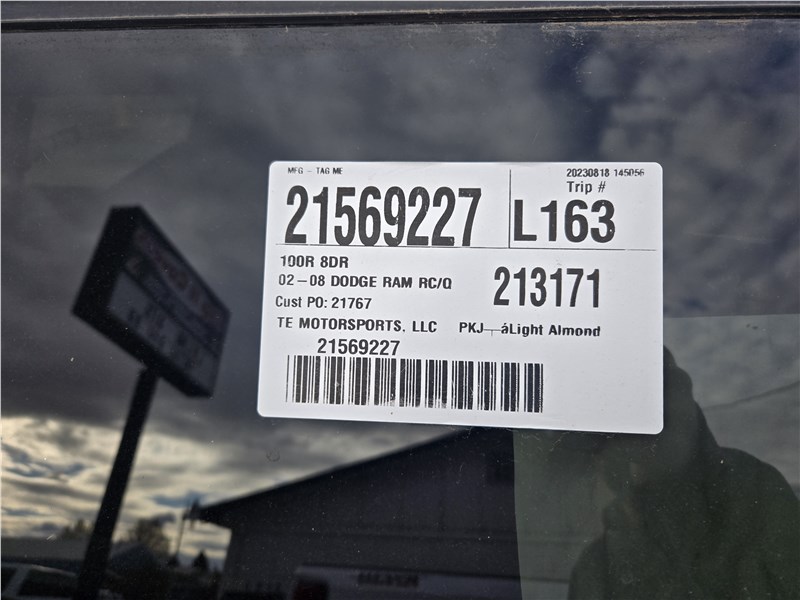 MFG - TAG ME
20230818 145056
21569227
Trip #
L163
100R 8DR
02-08 DODGE RAM RC/Q
213171
Cust PO: 21767
TE MOTORSPORTS, LLC PKJ-┬áLight Almond
21569227